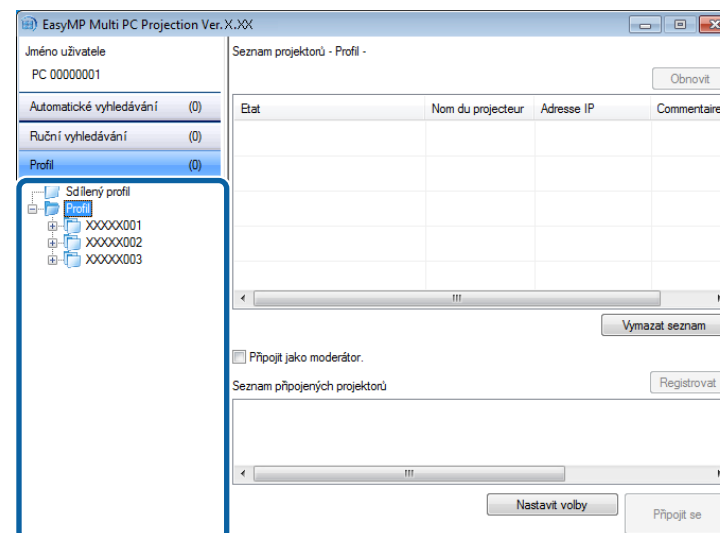 EasyMP Multi PC Projection Ver.X.XX
Jméno uživatele
PC 00000001
Automatické vyhledávání (0)
Ruční vyhledávání (0)
Profil (0)
Sdílený profil
Profil
XXXXX001
XXXXX002
XXXXX003
Seznam projektorů - Profil -
Obnovit
Etat Nom du projecteur Adresse IP Commentaire
Vymazat seznam
Připojit jako moderátor.
Seznam připojených projektorů
Registrovat
Nastavit volby
Připojit se